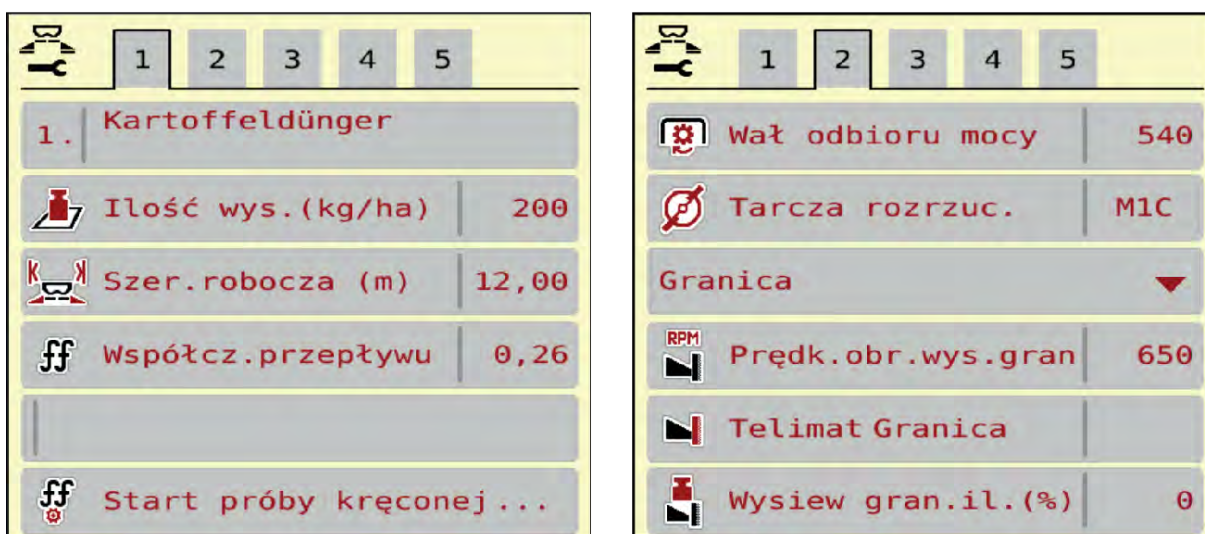 1 2 3 4 5
1. Kartoffeldünger
Ilość wys.(kg/ha) 200
Szer.robocza (m) 12,00
ff Współcz.przepływu 0,26
ff Start próby kręconej...
1 2 3 4 5
Wał odbioru mocy 540
Tarcza rozrzuc. M1C
Granica
RPM Prędk.obr.wys.gran 650
Telimat Granica
Wysiew gran.il.(%) 0